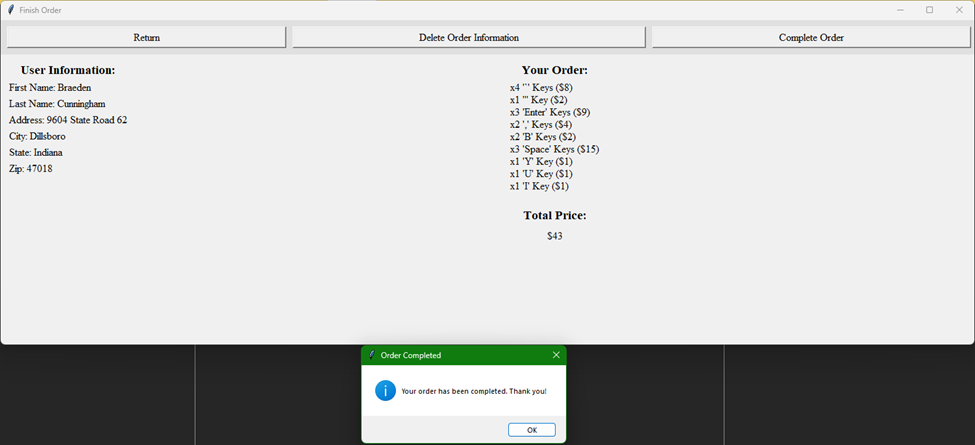 Finish Order
Return
Delete Order Information
Complete Order
User Information:
First Name: Braeden
Last Name: Cunningham
Address: 9604 State Road 62
City: Dillsboro
State: Indiana
Zip: 47018
Your Order:
x4 '`' Keys ($8)
x1 ''' Key ($2)
x3 'Enter' Keys ($9)
x2 ',' Keys ($4)
x2 'B' Keys ($2)
x3 'Space' Keys ($15)
x1 'Y' Key ($1)
x1 'U' Key ($1)
x1 'I' Key ($1)
Total Price:
$43
Order Completed
Your order has been completed. Thank you!
OK